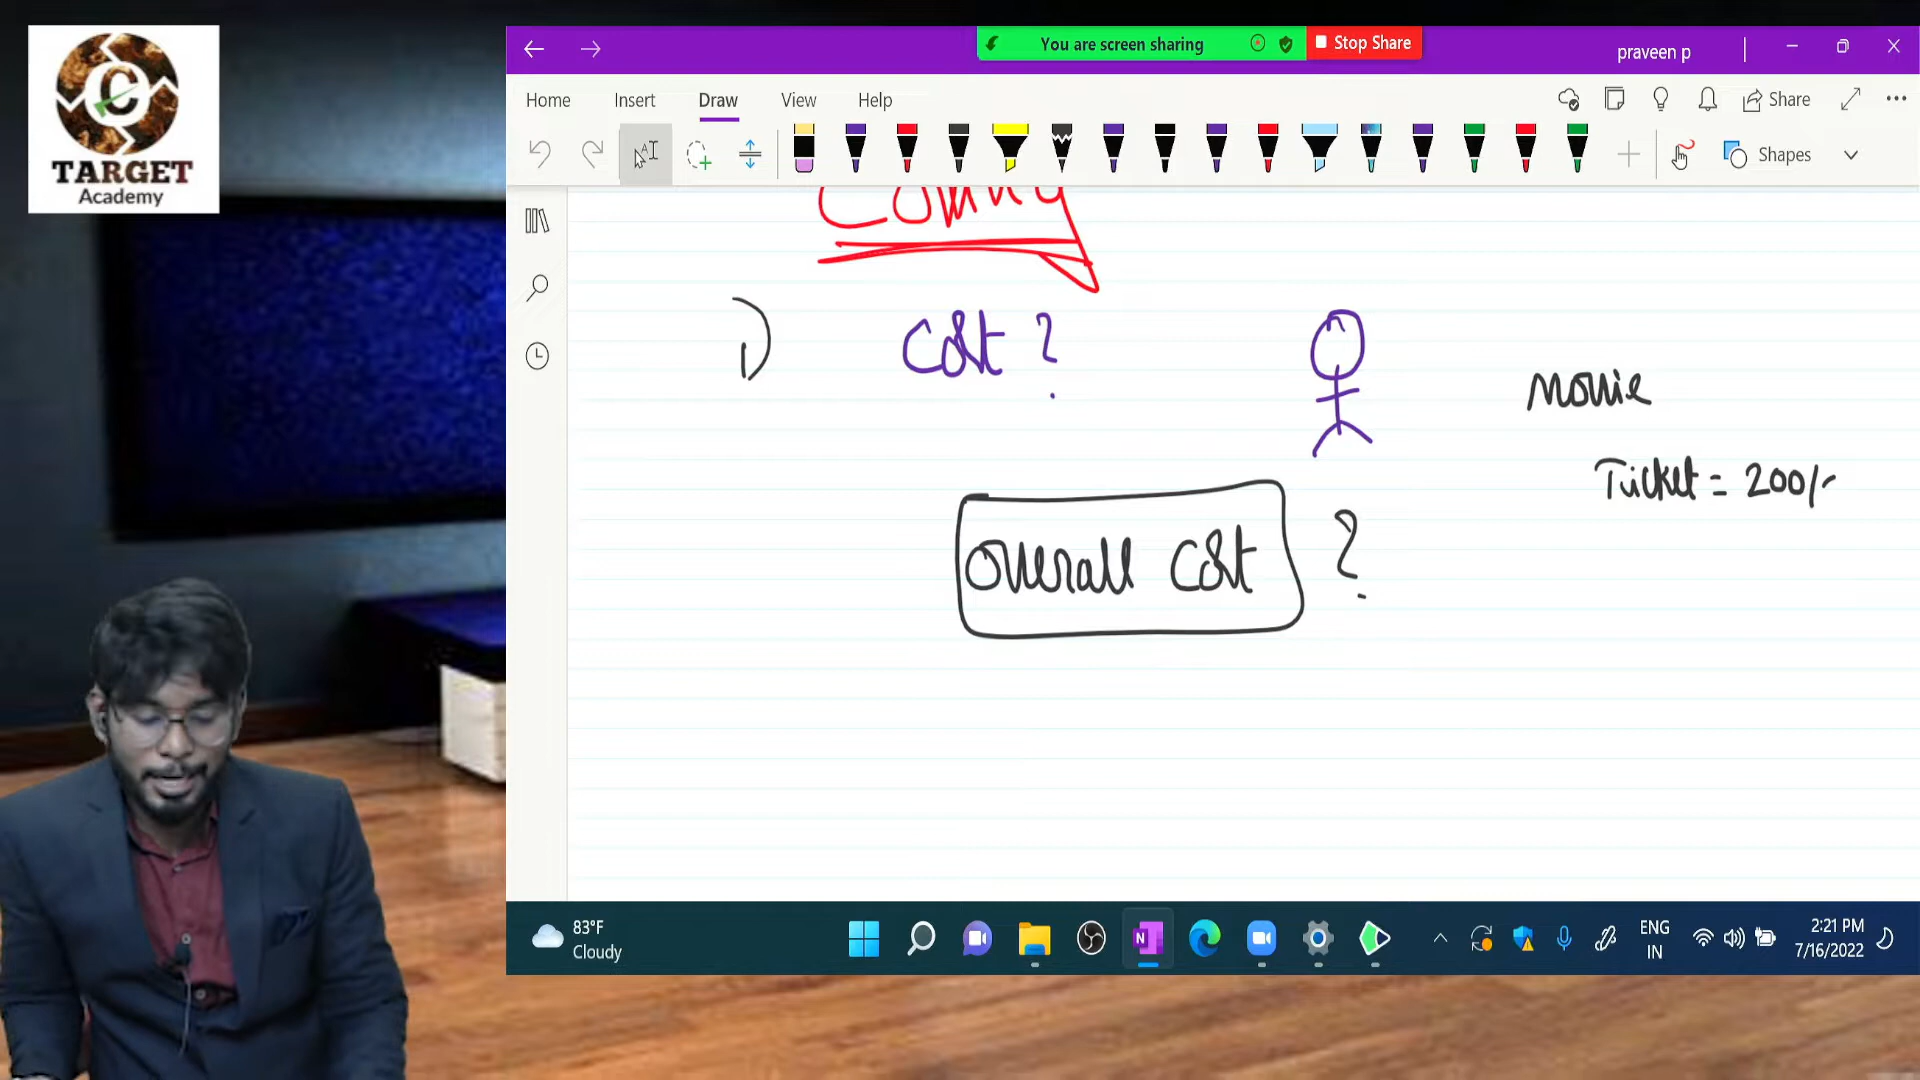 C
TARGET
Academy
You are screen sharing
Stop Share
praveen p
Home Insert Draw View Help
Share
Shapes
1)
Cost ?
Movie
Ticket = 200/-
Overall Cost ?
83°F
Cloudy
N
ENG
IN
2:21 PM
7/16/2022